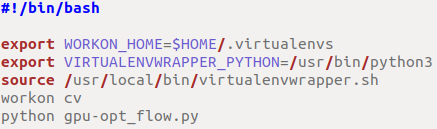 #!/bin/bash
export WORKON_HOME=$HOME/.virtualenvs
export VIRTUALENVWRAPPER_PYTHON=/usr/bin/python3
source /usr/local/bin/virtualenvwrapper.sh
workon cv
python gpu-opt_flow.py